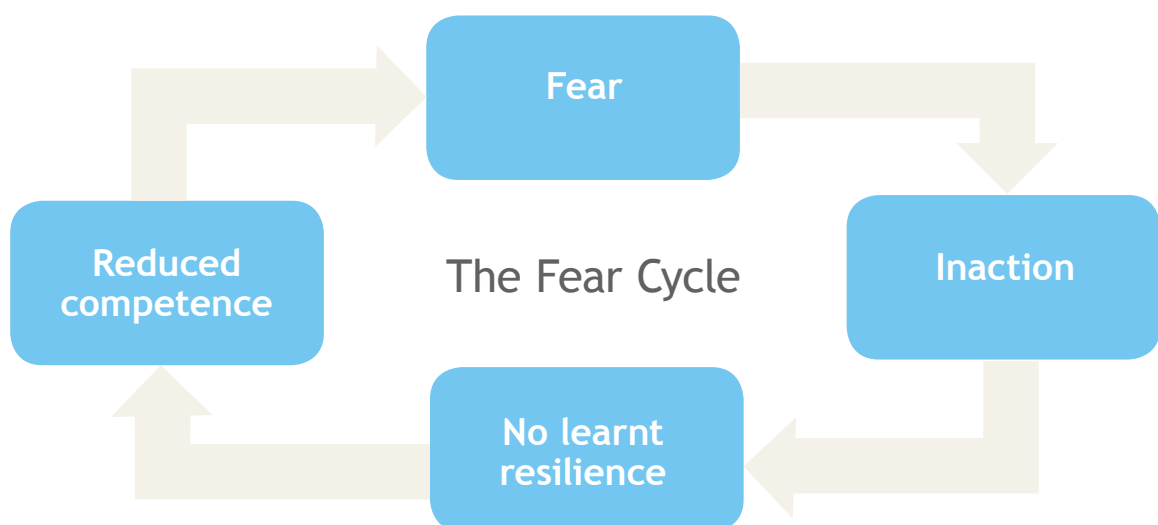 Fear
Reduced
competence
The Fear Cycle
Inaction
No learnt
resilience